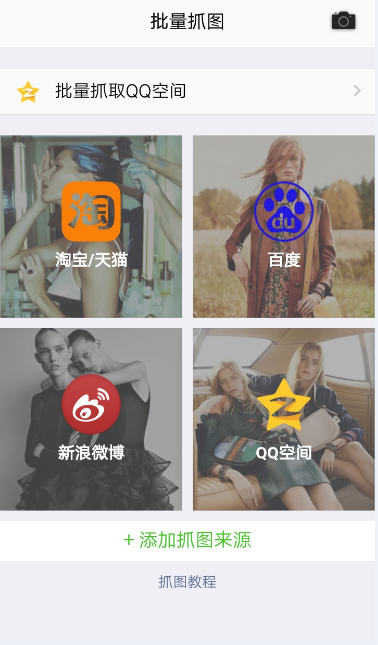 批量抓图
批量抓取QQ空间
淘
淘宝/天猫
du
百度
新浪微博
QQ空间
+ 添加抓图来源
抓图教程